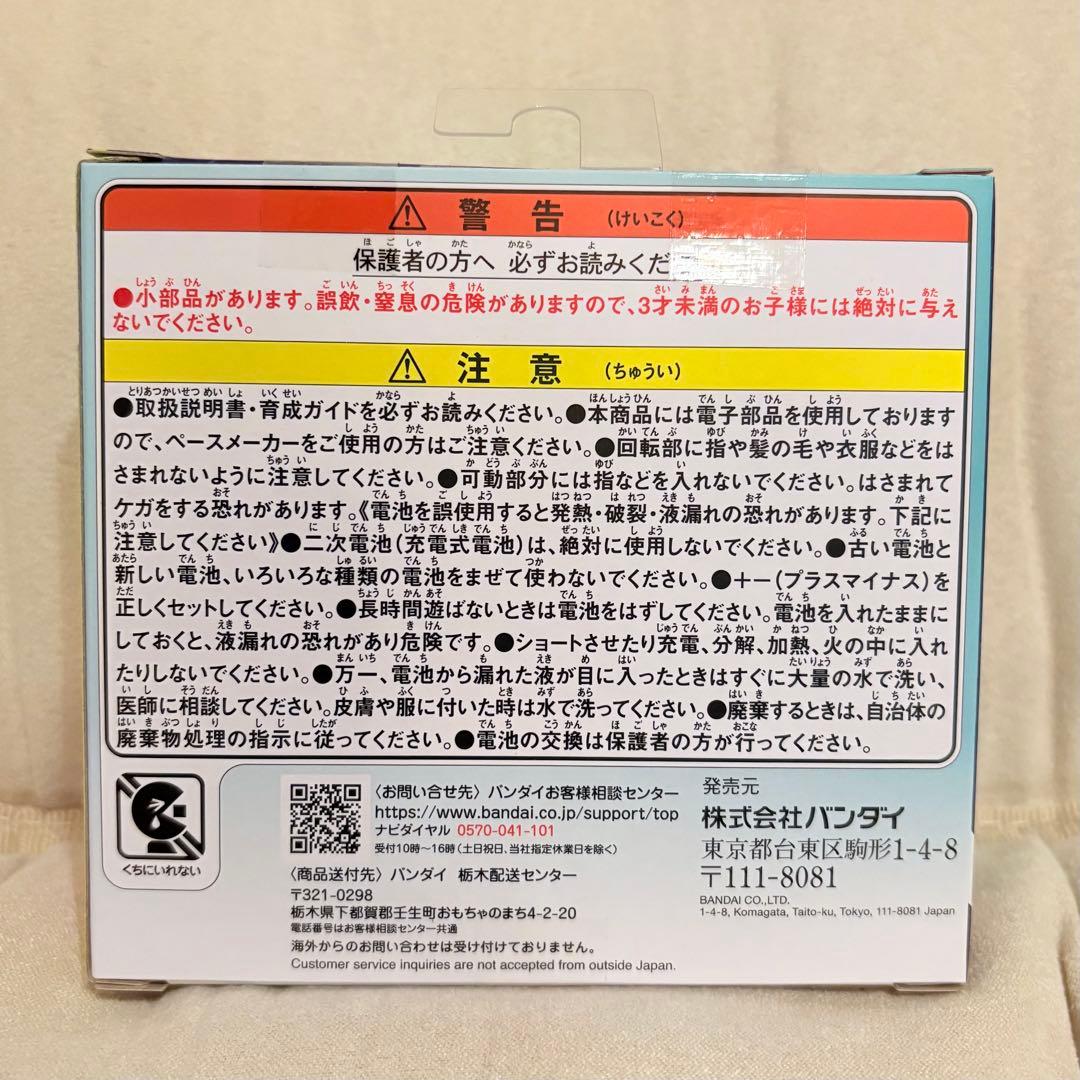 警告 (けいこく)
保護者の方へ 必ずお読みくだ
●小部品があります。誤飲・窒息の危険がありますので、3才未満のお子様には絶対に与え
ないでください。
注意 (ちゅうい)
●取扱説明書・育成ガイドを必ずお読みください。●本商品には電子部品を使用しております
ので、ペースメーカーをご使用の方はご注意ください。●回転部に指や髪の毛や衣服などをは
さまれないように注意してください。●可動部分には指などを入れないでください。はさまれて
ケガをする恐れがあります。《電池を誤使用すると発熱・破裂・液漏れの恐れがあります。下記に
注意してください》●二次電池(充電式電池)は、絶対に使用しないでください。●古い電池と
新しい電池、いろいろな種類の電池をまぜて使わないでください。●+−(プラスマイナス)を
正しくセットしてください。●長時間遊ばないときは電池をはずしてください。電池を入れたままに
しておくと、液漏れの恐れがあり危険です。●ショートさせたり充電、分解、加熱、火の中に入れ
たりしないでください。●万一、電池から漏れた液が目に入ったときはすぐに大量の水で洗い、
医師に相談してください。皮膚や服に付いた時は水で洗ってください。●廃棄するときは、自治体の
廃棄物処理の指示に従ってください。●電池の交換は保護者の方が行ってください。
くちにいれない
〈お問い合せ先〉バンダイお客様相談センター
https://www.bandai.co.jp/support/top
ナビダイヤル 0570-041-101
受付10時〜16時(土日祝日、当社指定休業日を除く)
〈商品送付先〉バンダイ 栃木配送センター
〒321-0298
栃木県下都賀郡壬生町おもちゃのまち4-2-20
電話番号はお客様相談センター共通
海外からのお問い合わせは受け付けておりません。
Customer service inquiries are not accepted from outside Japan.
発売元
株式会社バンダイ
東京都台東区駒形1-4-8
〒111-8081
BANDAI CO.,LTD.
1-4-8, Komagata, Taito-ku, Tokyo, 111-8081 Japan